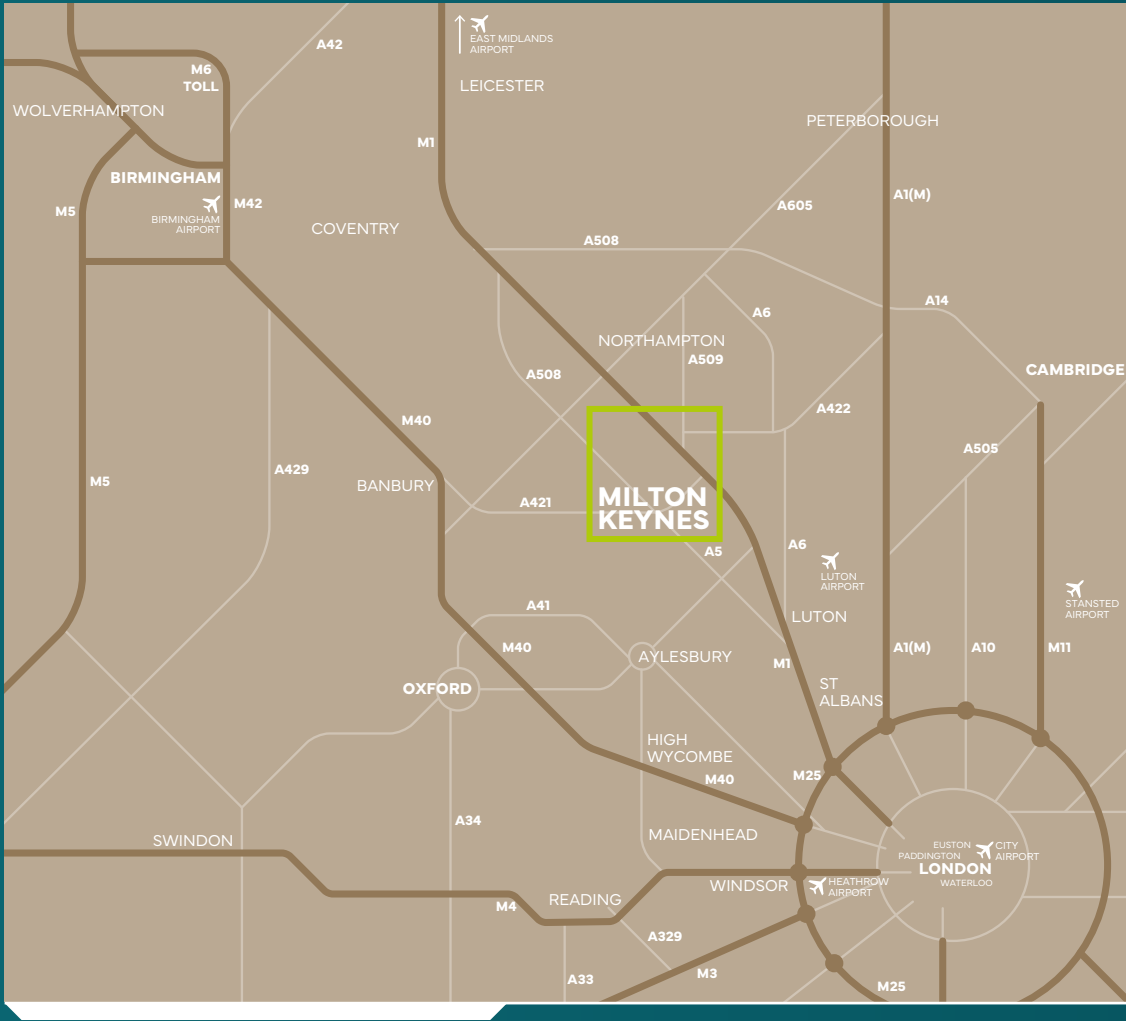 EAST MIDLANDS
AIRPORT
A42
M6
TOLL
LEICESTER
WOLVERHAMPTON
PETERBOROUGH
M1
BIRMINGHAM
M5
M42
A1(M)
A605
BIRMINGHAM
AIRPORT
COVENTRY
A508
A14
A6
NORTHAMPTON
A509
CAMBRIDGE
A508
A422
M40
A505
A429
M5
BANBURY
MILTON
KEYNES
A421
A5
A6
LUTON
AIRPORT
STANSTED
AIRPORT
A41
LUTON
M40
AYLESBURY
M1
A1(M)
A10
M11
OXFORD
ST
ALBANS
HIGH
WYCOMBE
M40
M25
A34
SWINDON
MAIDENHEAD
EUSTON
CITY
AIRPORT
PADDINGTON
LONDON
WATERLOO
WINDSOR
HEATHROW
AIRPORT
READING
M4
A329
M3
A33
M25